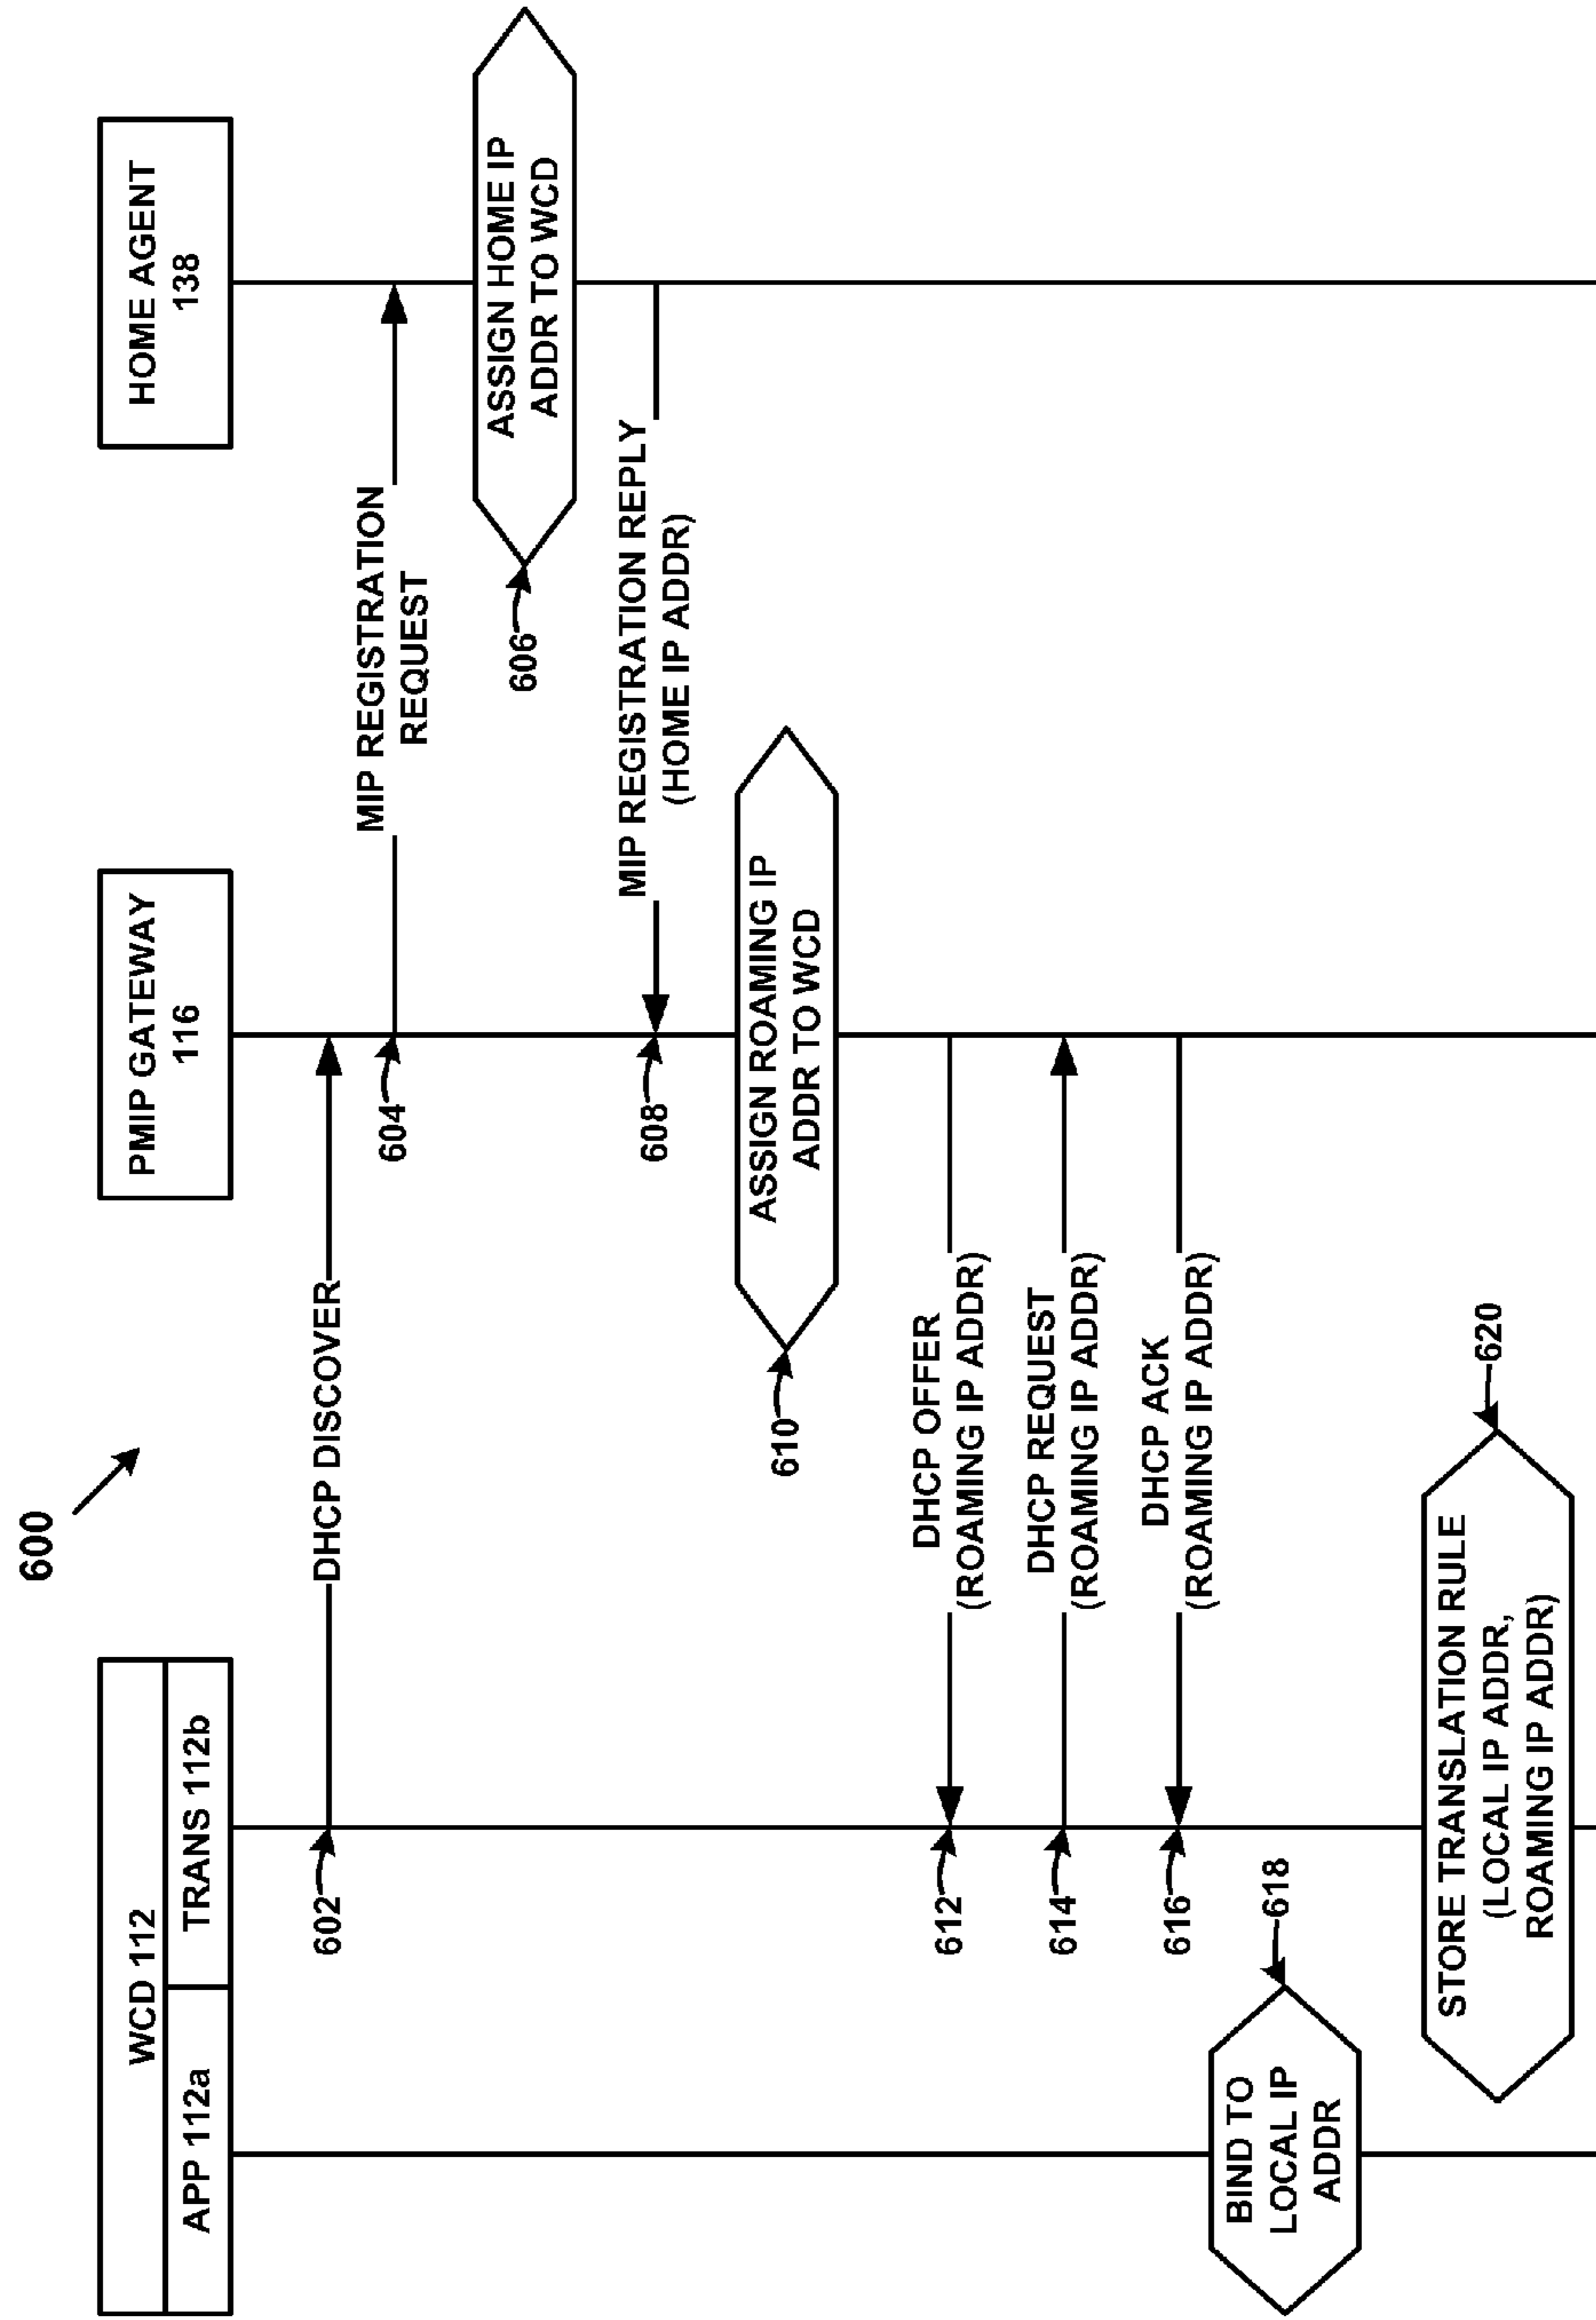 600
WCD 112
APP 112a
TRANS 112b
PMIP GATEWAY
116
HOME AGENT
138
DHCP DISCOVER
602
MIP REGISTRATION
REQUEST
604
ASSIGN HOME IP
ADDR TO WCD
606
MIP REGISTRATION REPLY
(HOME IP ADDR)
608
ASSIGN ROAMING IP
ADDR TO WCD
610
DHCP OFFER
(ROAMING IP ADDR)
612
DHCP REQUEST
(ROAMING IP ADDR)
614
DHCP ACK
(ROAMING IP ADDR)
616
BIND TO
LOCAL IP
ADDR
618
STORE TRANSLATION RULE
(LOCAL IP ADDR,
ROAMING IP ADDR)
620